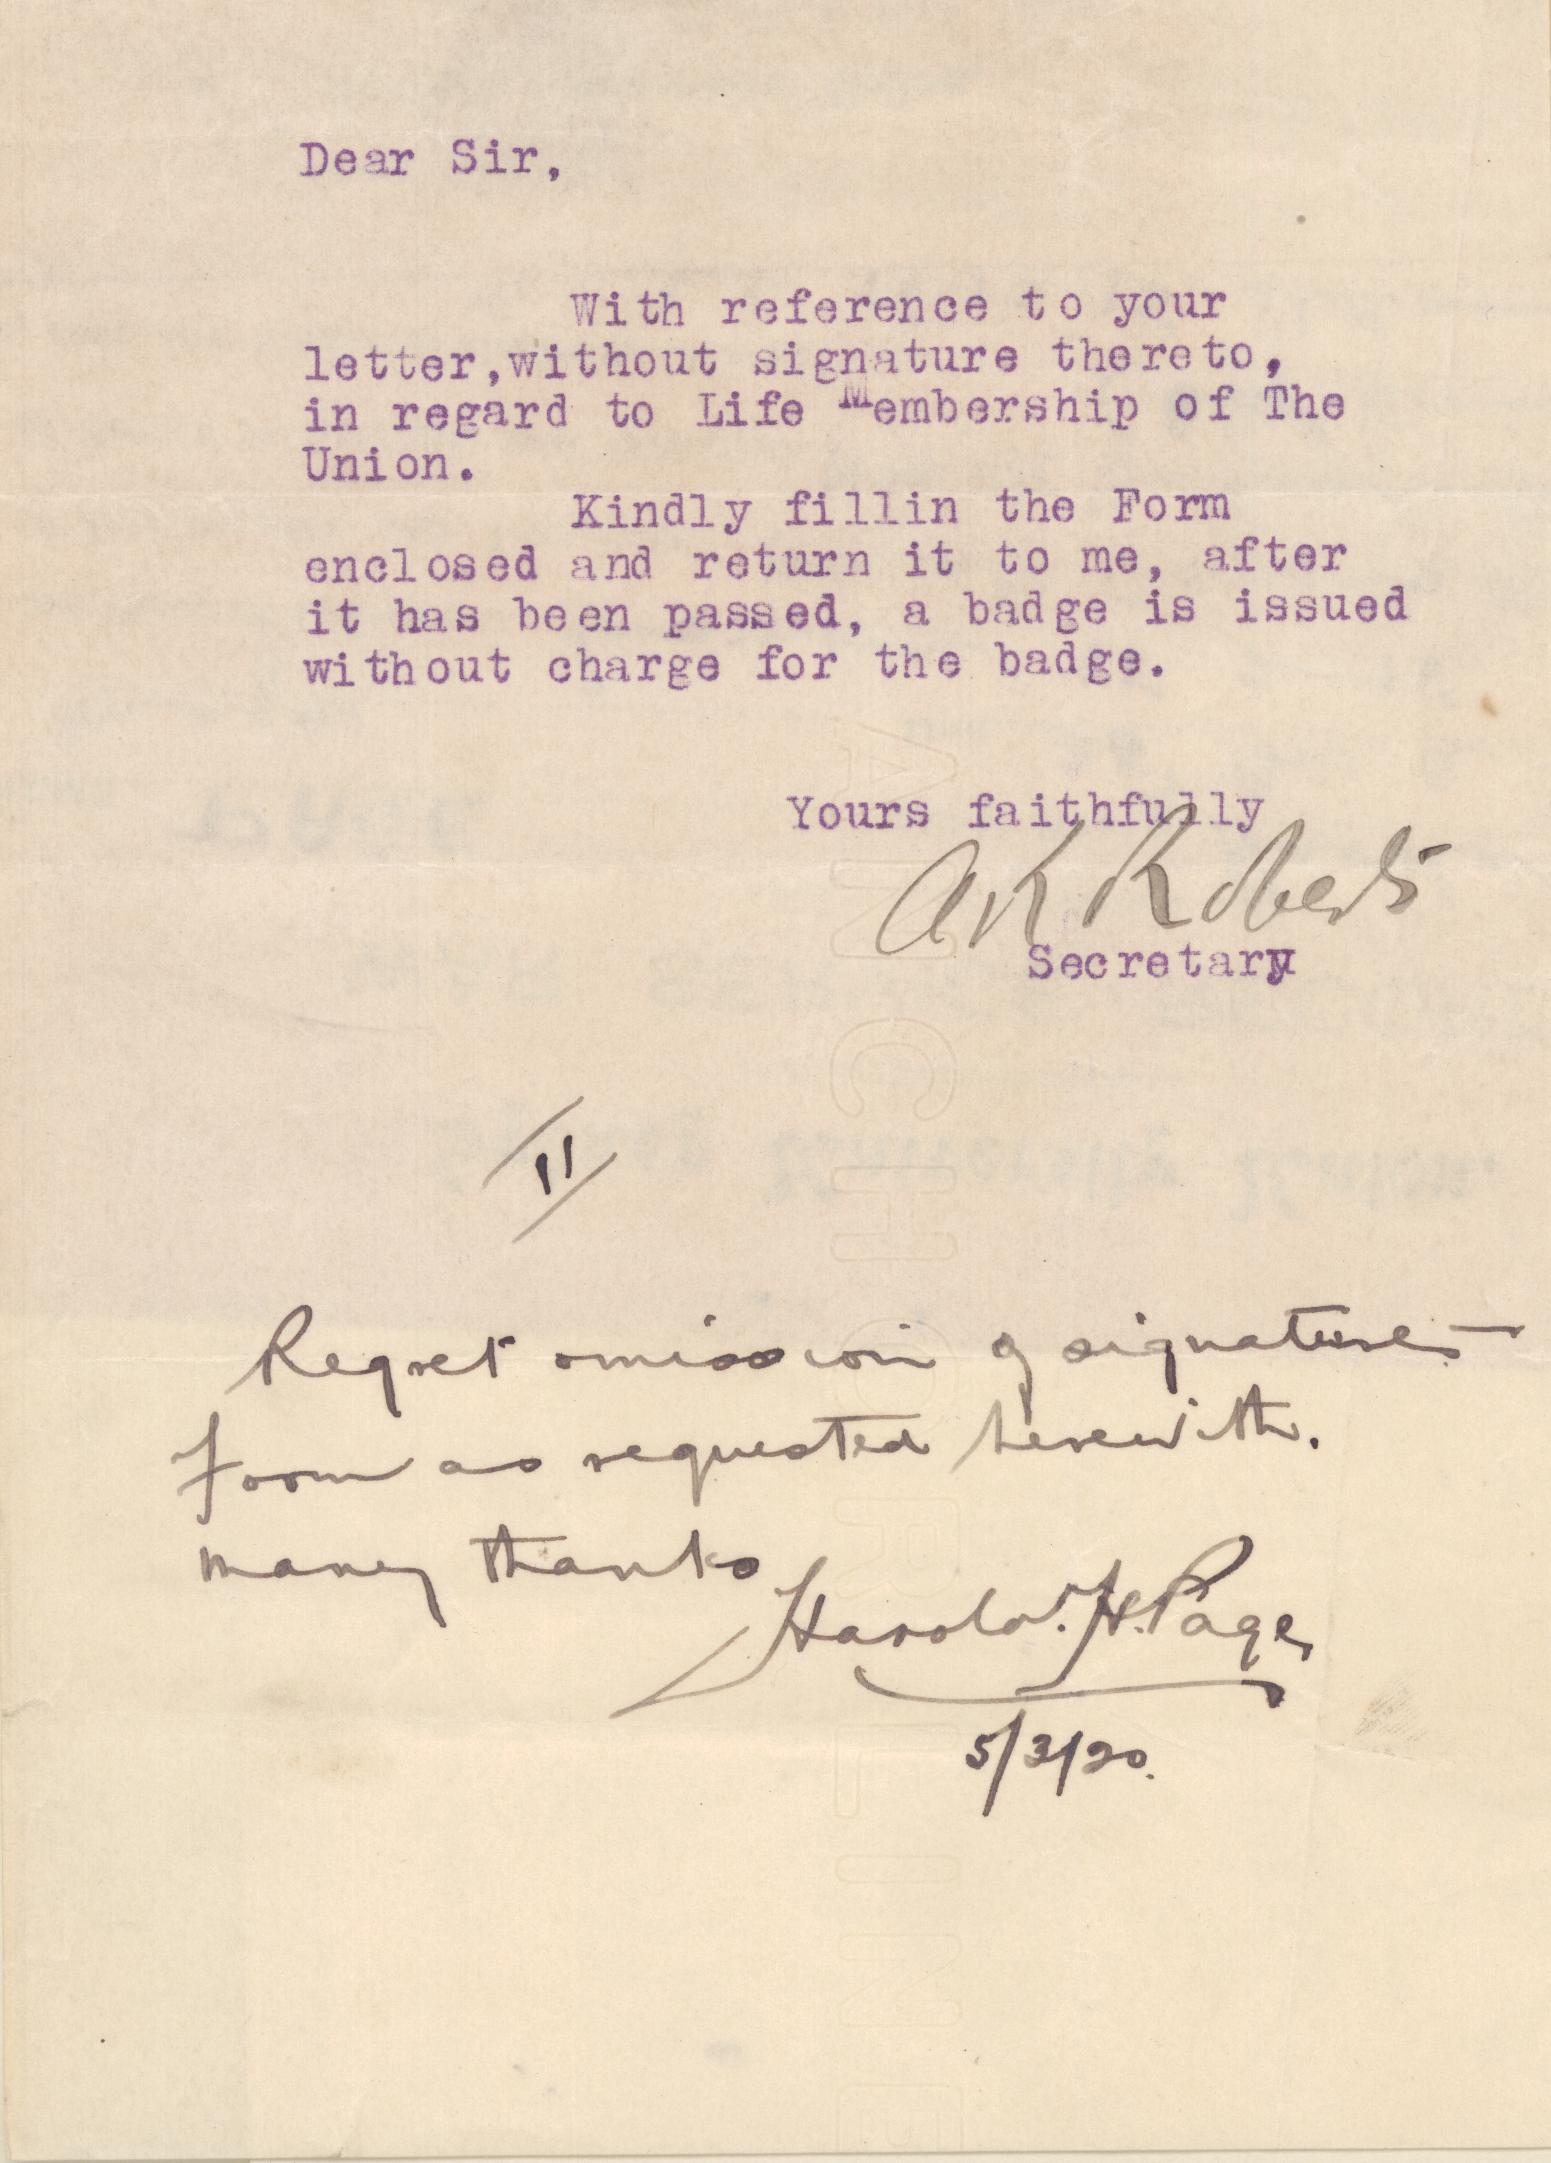 Dear Sir,
With reference to your
letter,without signature thereto,
in regard to Life Membership of The
Union.
Kindly fillin the Form
enclosed and return it to me, after
it has been passed, a badge is issued
without charge for the badge.
Yours faithfully
A K Roberts
Secretary
//
Regret omission of signature —
Form as requested herewith.
Many thanks
Harold. H. Page,
5/3/20.
ANCHOR LINE